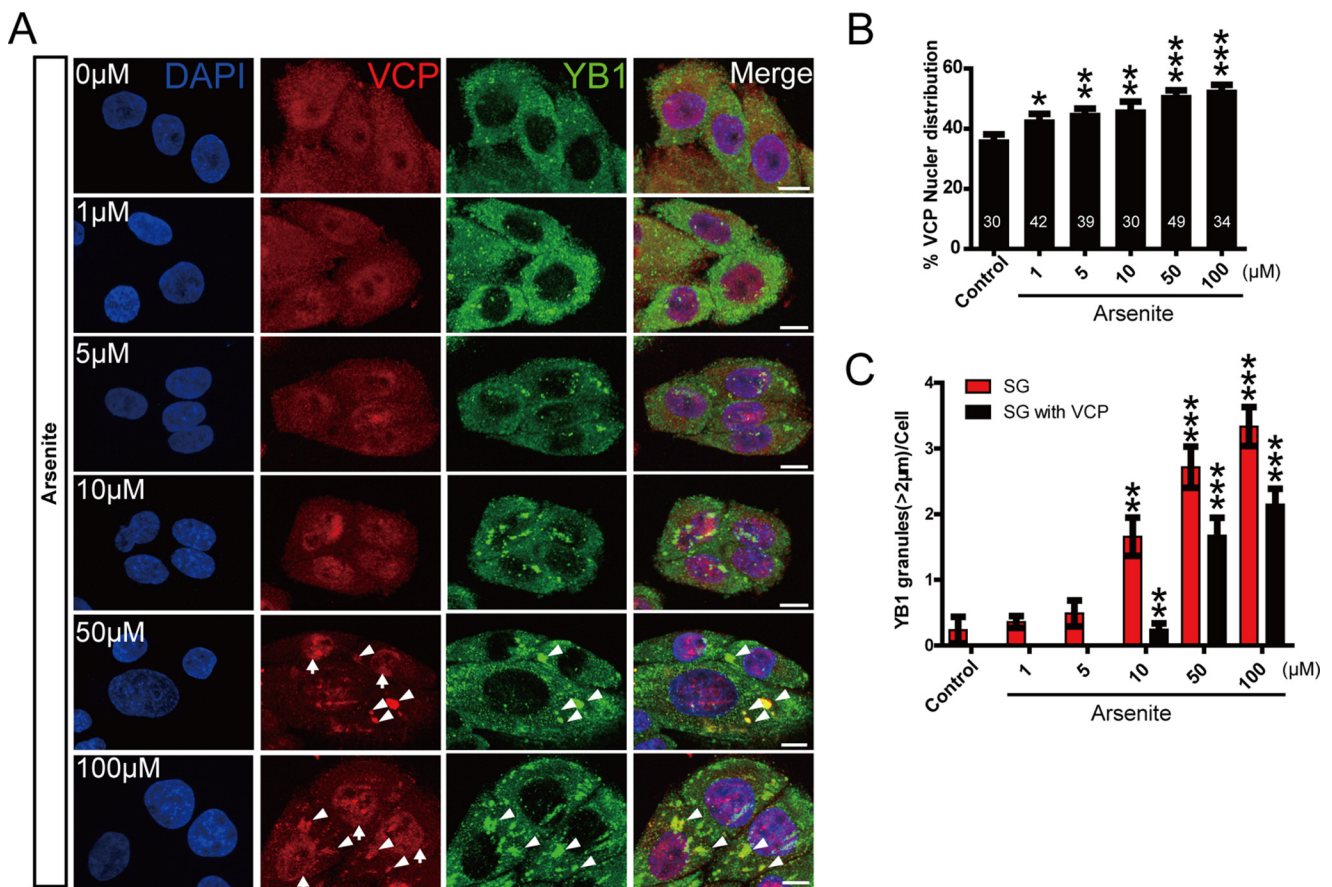 A
Arsenite
0µM
DAPI
VCP
YB1
Merge
1µM
5µM
10µM
50µM
100µM
B
% VCP Nucler distribution
60
40
20
0
*
**
**
***
***
30 42 39 30 49 34
Control 1 5 10 50 100 (µM)
Arsenite
C
SG
SG with VCP
YB1 granules(>2µm)/Cell
4
3
2
1
0
**
**
***
***
***
***
Control 1 5 10 50 100 (µM)
Arsenite